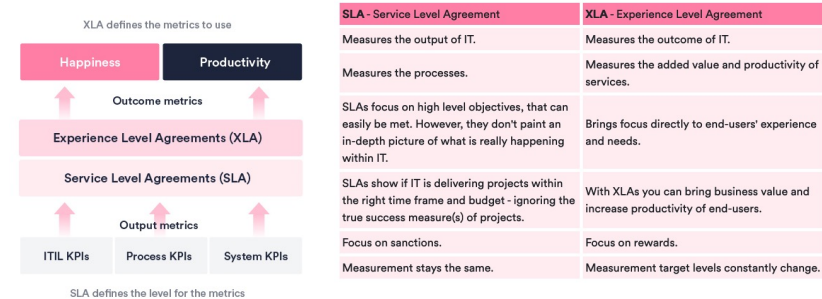 XLA defines the metrics to use
Happiness
Productivity
Outcome metrics
Experience Level Agreements (XLA)
Service Level Agreements (SLA)
Output metrics
ITIL KPIs
Process KPIs
System KPIs
SLA defines the level for the metrics
SLA - Service Level Agreement
XLA - Experience Level Agreement
Measures the output of IT.
Measures the outcome of IT.
Measures the processes.
Measures the added value and productivity of
services.
SLAs focus on high level objectives, that can
easily be met. However, they don't paint an
in-depth picture of what is really happening
within IT.
Brings focus directly to end-users' experience
and needs.
SLAs show if IT is delivering projects within
the right time frame and budget - ignoring the
true success measure(s) of projects.
With XLAs you can bring business value and
increase productivity of end-users.
Focus on sanctions.
Focus on rewards.
Measurement stays the same.
Measurement target levels constantly change.